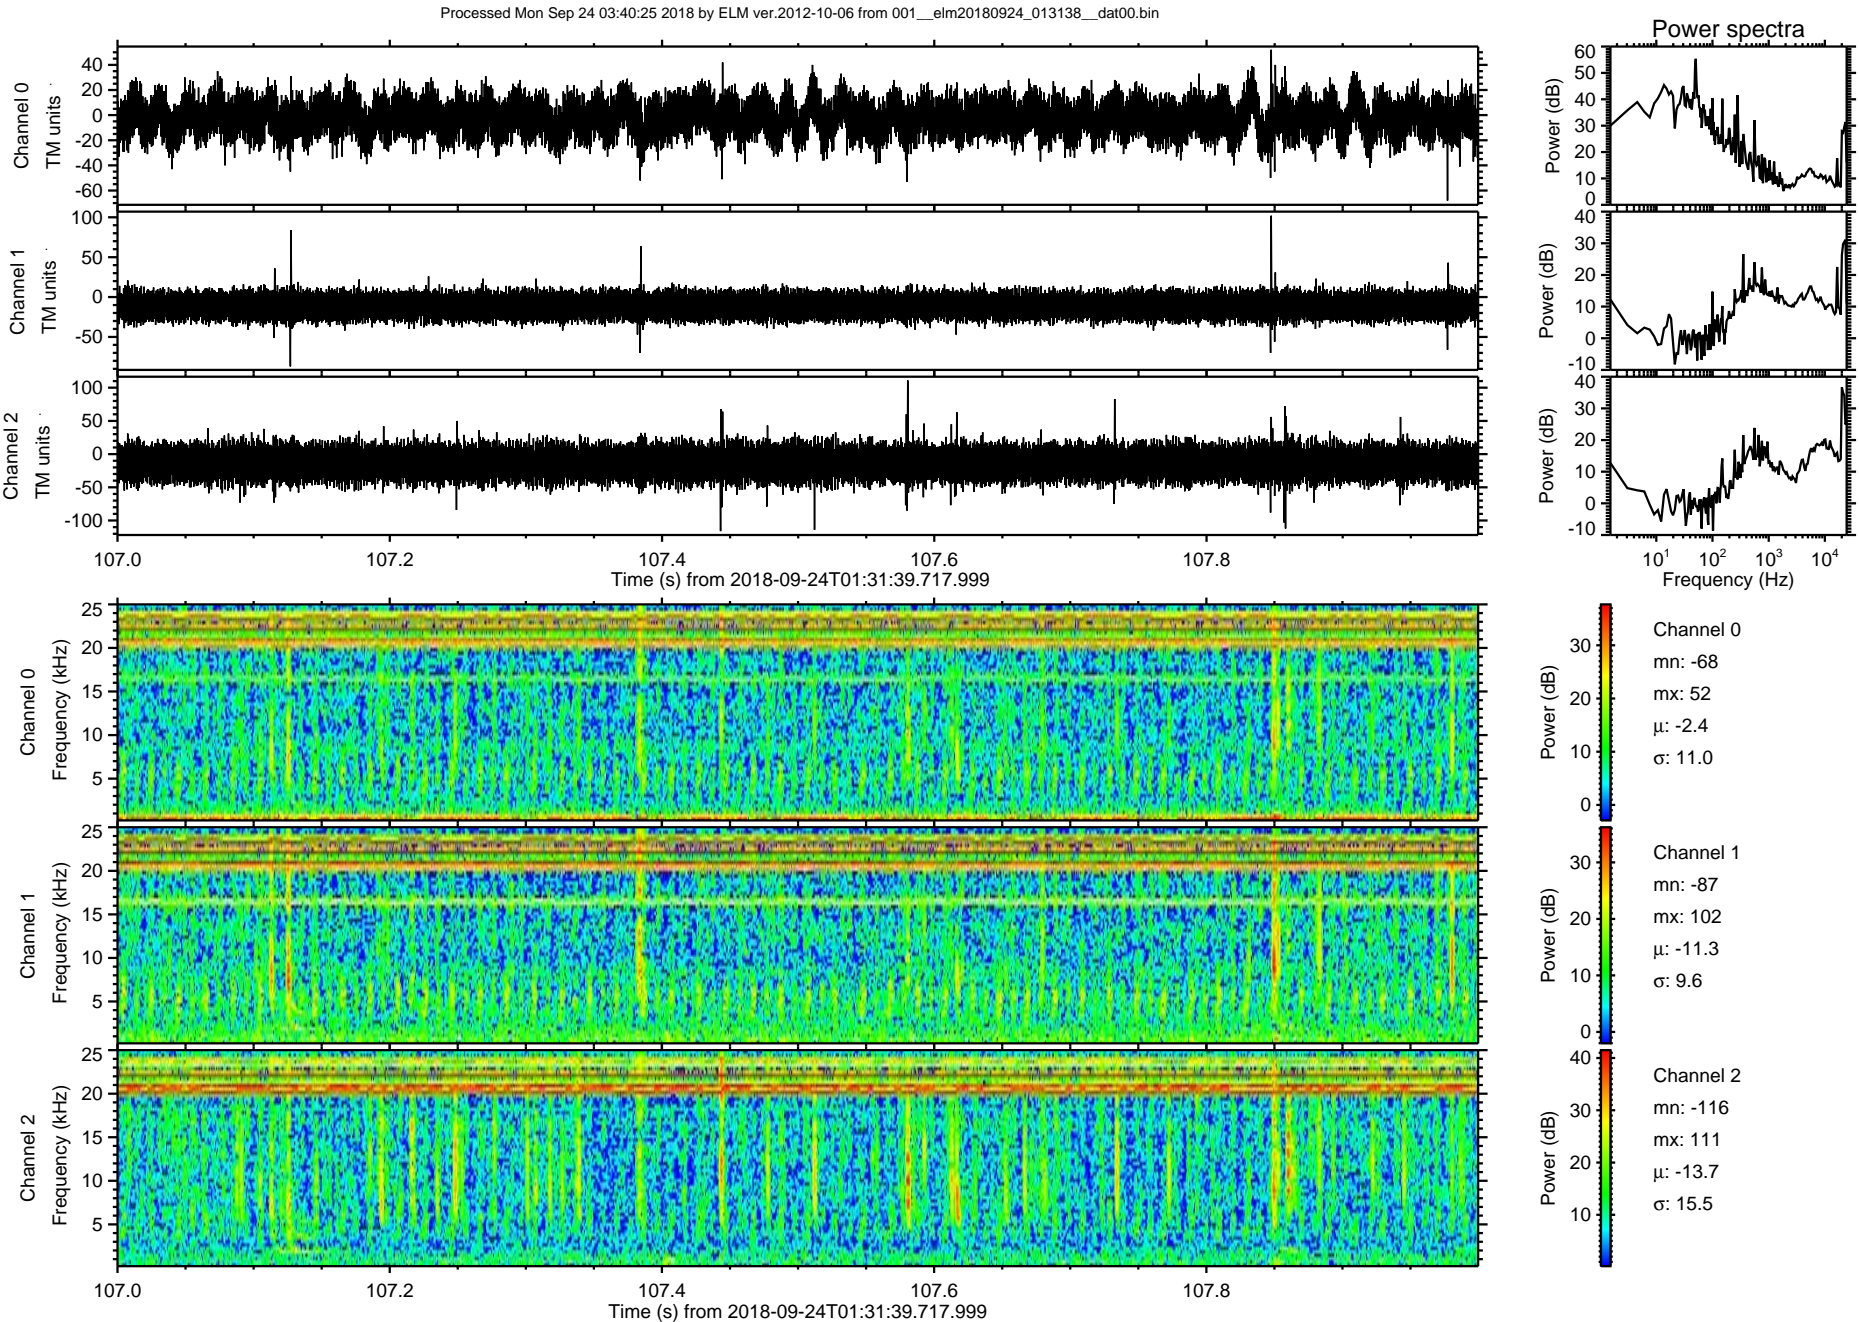 Processed Mon Sep 24 03:40:25 2018 by ELM ver.2012-10-06 from 001__elm20180924_013138__dat00.bin
Power spectra
Channel 0
TM units
40
20
0
-20
-40
-60
Power (dB)
60
50
40
30
20
10
0
Channel 1
TM units
100
50
0
-50
Power (dB)
40
30
20
10
0
-10
Channel 2
TM units
100
50
0
-50
-100
Power (dB)
40
30
20
10
0
-10
107.0 107.2 107.4 107.6 107.8
Time (s) from 2018-09-24T01:31:39.717.999
10¹ 10² 10³ 10⁴
Frequency (Hz)
Channel 0
Frequency (kHz)
25
20
15
10
5
Power (dB)
30
20
10
0
Channel 0
mn: -68
mx: 52
µ: -2.4
σ: 11.0
Channel 1
Frequency (kHz)
25
20
15
10
5
Power (dB)
30
20
10
0
Channel 1
mn: -87
mx: 102
µ: -11.3
σ: 9.6
Channel 2
Frequency (kHz)
25
20
15
10
5
Power (dB)
40
30
20
10
Channel 2
mn: -116
mx: 111
µ: -13.7
σ: 15.5
107.0 107.2 107.4 107.6 107.8
Time (s) from 2018-09-24T01:31:39.717.999